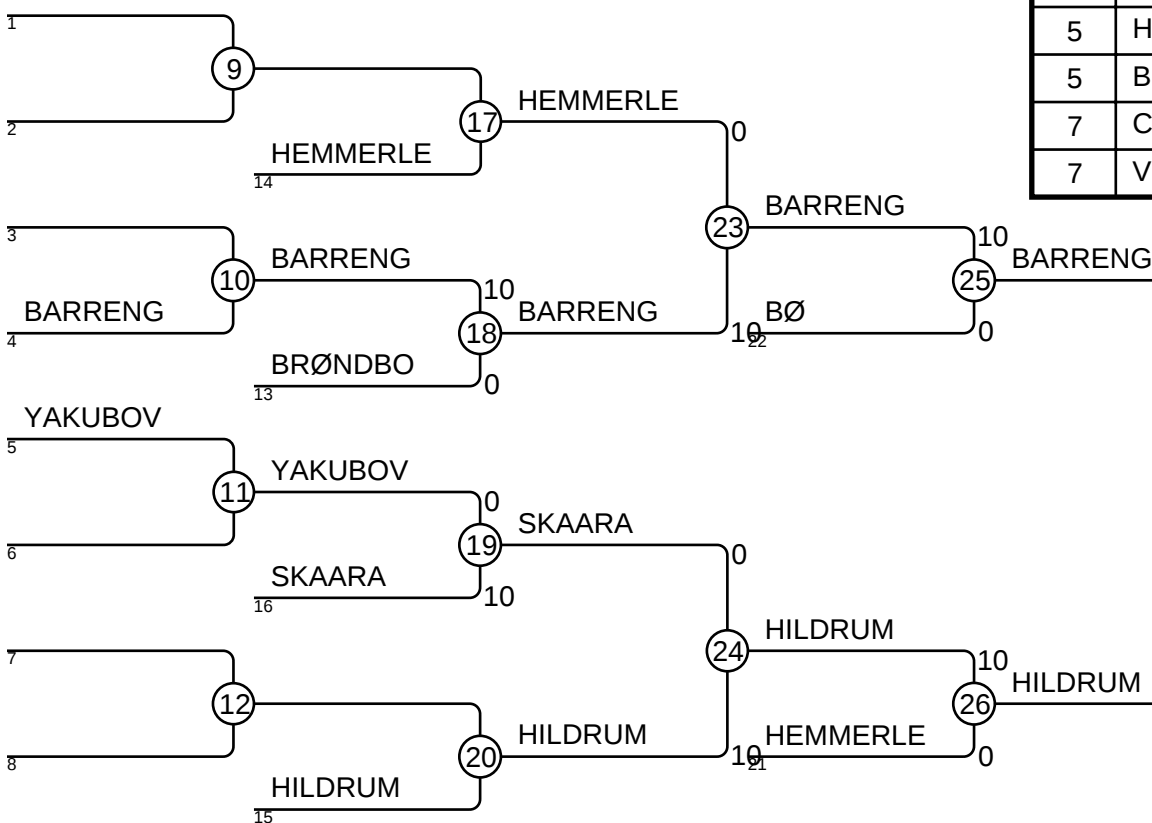 1
5 H
9
5 B
HEMMERLE
17
0
2
7 C
HEMMERLE
14
7 V
3
BARRENG
23
10
BARRENG
BARRENG
10
25
10
BARRENG
BARRENG
18
10
BØ
0
4
22
BRØNDBO
0
13
YAKUBOV
5
YAKUBOV
11
0
SKAARA
19
0
6
SKAARA
10
16
HILDRUM
7
24
10
HILDRUM
12
26
HILDRUM
20
10
HEMMERLE
0
8
21
HILDRUM
15